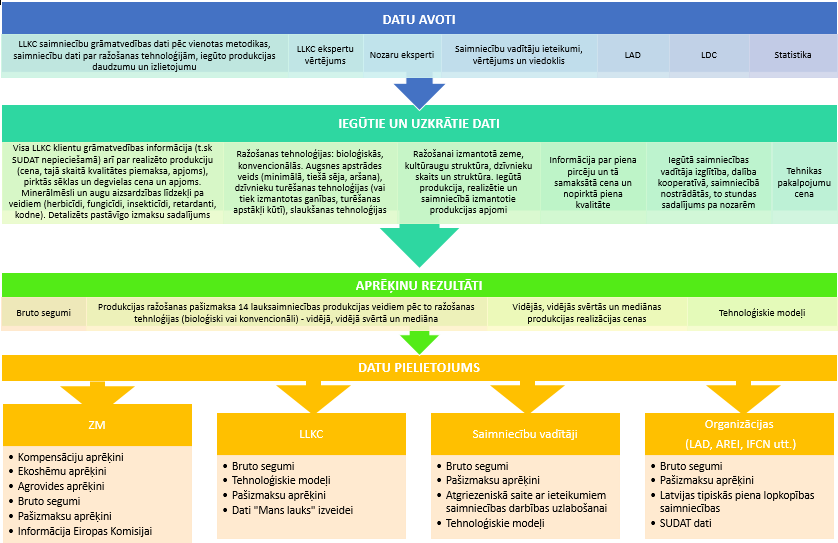 DATU AVOTI
LLKC saimniecību grāmatvedības dati pēc vienotas metodikas,
saimniecību dati par ražošanas tehnoloģijām, iegūto produkcijas
daudzumu un izlietojumu
LLKC ekspertu
vērtējums
Nozaru eksperti
Saimniecību vadītāju ieteikumi,
vērtējums un viedoklis
LAD
LDC
Statistika
IEGŪTIE UN UZKRĀTIE DATI
Visa LLKC klientu grāmatvedības informācija (t.sk
SUDAT nepieciešamā) arī par realizēto produkciju
(cena, tajā skaitā kvalitātes piemaksa, apjoms),
pirktās sēklas un degvielas cena un apjoms.
Minerālmēsli un augu aizsardzības līdzekļi pa
veidiem (herbicīdi, fungicīdi, insekticīdi, retardanti,
kodne). Detalizēts pastāvīgo izmaksu sadalījums
Ražošanas tehnoloģijas: bioloģiskās,
konvencionālās. Augsnes apstrādes
veids (minimālā, tiešā sēja, aršana),
dzīvnieku turēšanas tehnoloģijas (vai
tiek izmantotas ganības, turēšanas
apstākļi kūtī), slaukšanas tehnoloģijas
Ražošanai izmantotā zeme,
kultūraugu struktūra, dzīvnieku
skaits un struktūra. Iegūtā
produkcija, realizētie un
saimniecībā izmantotie
produkcijas apjomi
Informācija par piena
pircēju un tā
samaksātā cena un
nopirktā piena
kvalitāte
Iegūtā saimniecības
vadītāja izglītība, dalība
kooperatīvā, saimniecībā
nostrādātās, to stundas
sadalījums pa nozarēm
Tehnikas
pakalpojumu
cena
APRĒĶINU REZULTĀTI
Bruto segumi
Produkcijas ražošanas pašizmaksa 14 lauksaimniecības produkcijas veidiem pēc to ražošanas
tehnloģijas (bioloģiski vai konvencionāli) - vidējā, vidējā svērtā un mediāna
Vidējās, vidējās svērtās un mediānas
produkcijas realizācijas cenas
Tehnoloģiskie modeļi
DATU PIELIETOJUMS
ZM
• Kompensāciju aprēķini
• Ekoshēmu aprēķini
• Agrovides aprēķini
• Bruto segumi
• Pašizmaksu aprēķini
• Informācija Eiropas Komisijai
LLKC
• Bruto segumi
• Tehnoloģiskie modeļi
• Pašizmaksu aprēķini
• Dati "Mans lauks" izveidei
Saimniecību vadītāji
• Bruto segumi
• Pašizmaksu aprēķini
• Atgriezeniskā saite ar ieteikumiem
saimniecības darbības uzlabošanai
• Tehnoloģiskie modeļi
Organizācijas
(LAD, AREI, IFCN utt.)
• Bruto segumi
• Pašizmaksu aprēķini
• Latvijas tipiskās piena lopkopības
saimniecības
• SUDAT dati